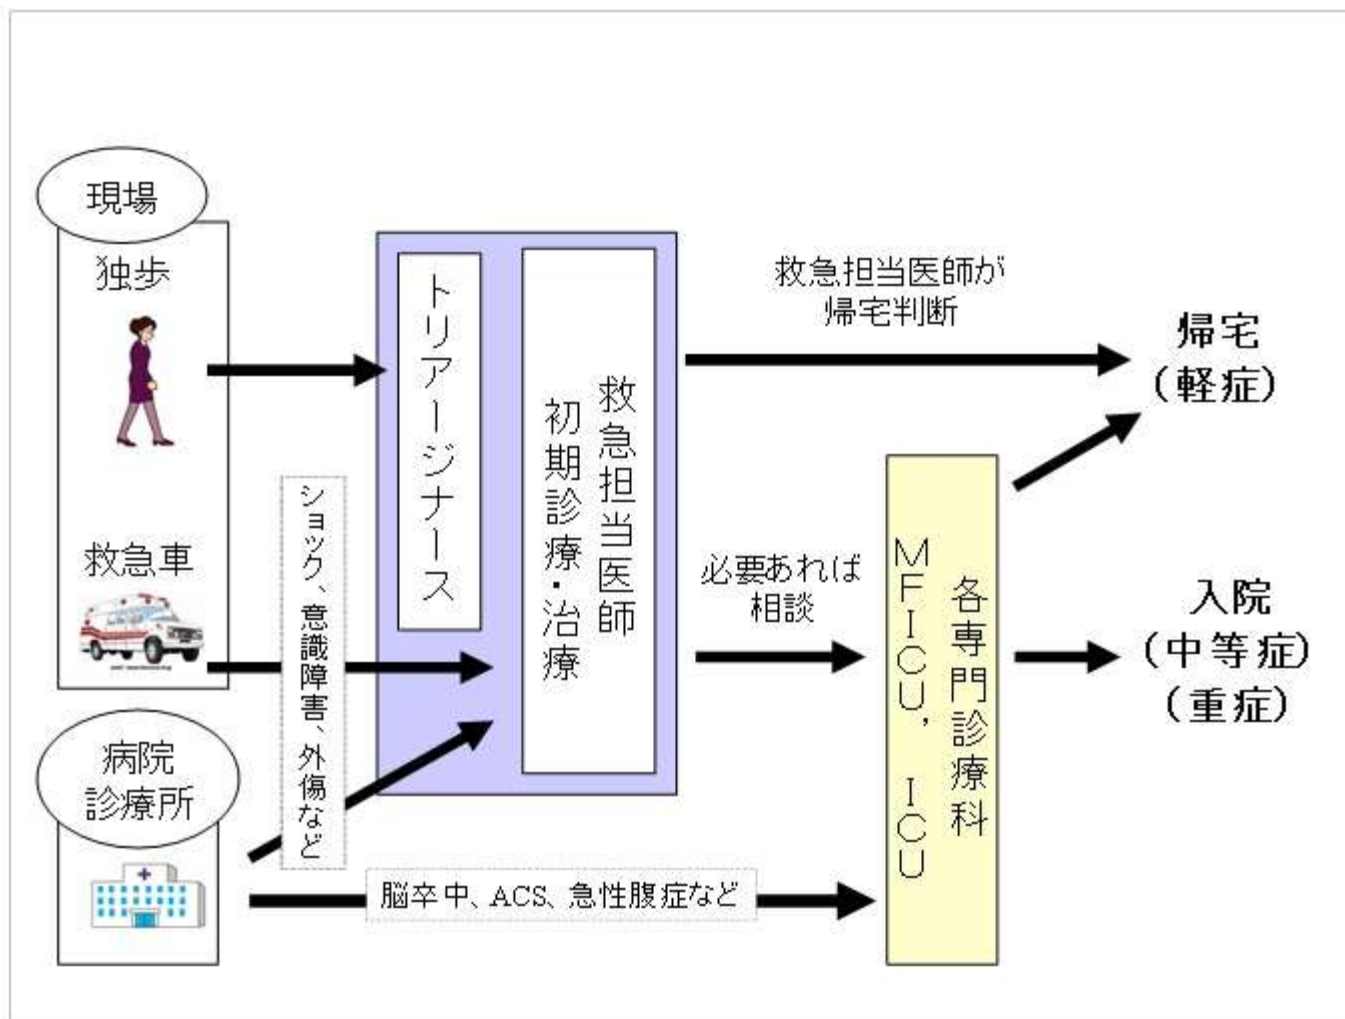 現場
独歩
救急車
病院
診療所
ショック、意識障害、外傷など
トリアージナース
救急担当医師
初期診療・治療
救急担当医師が
帰宅判断
必要あれば
相談
脳卒中、ACS、急性腹症など
各専門診療科
MFICU, ICU
帰宅
(軽症)
入院
(中等症)
(重症)